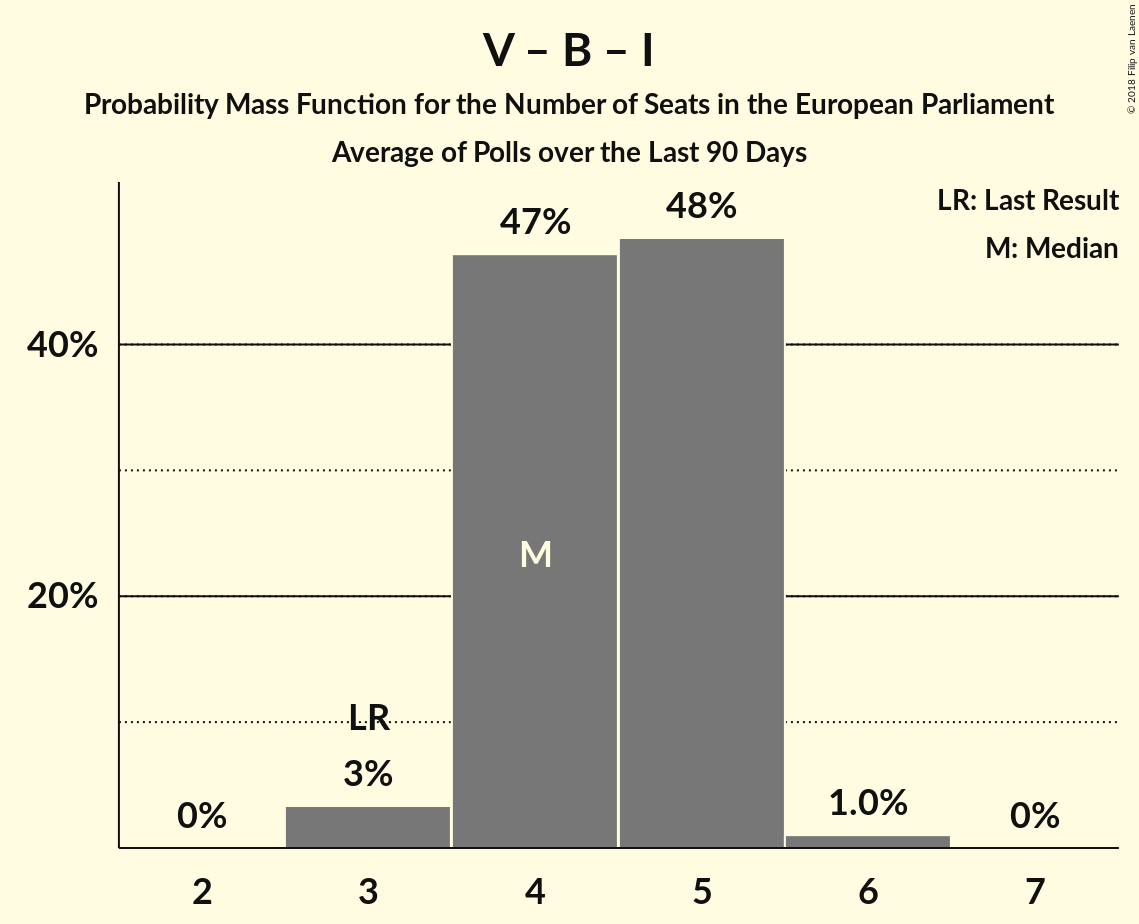 V – B – I
Probability Mass Function for the Number of Seats in the European Parliament
Average of Polls over the Last 90 Days
© 2018 Filip van Laenen
LR: Last Result
M: Median
47%
48%
40%
M
20%
LR
3%
0%
1.0%
0%
2
3
4
5
6
7